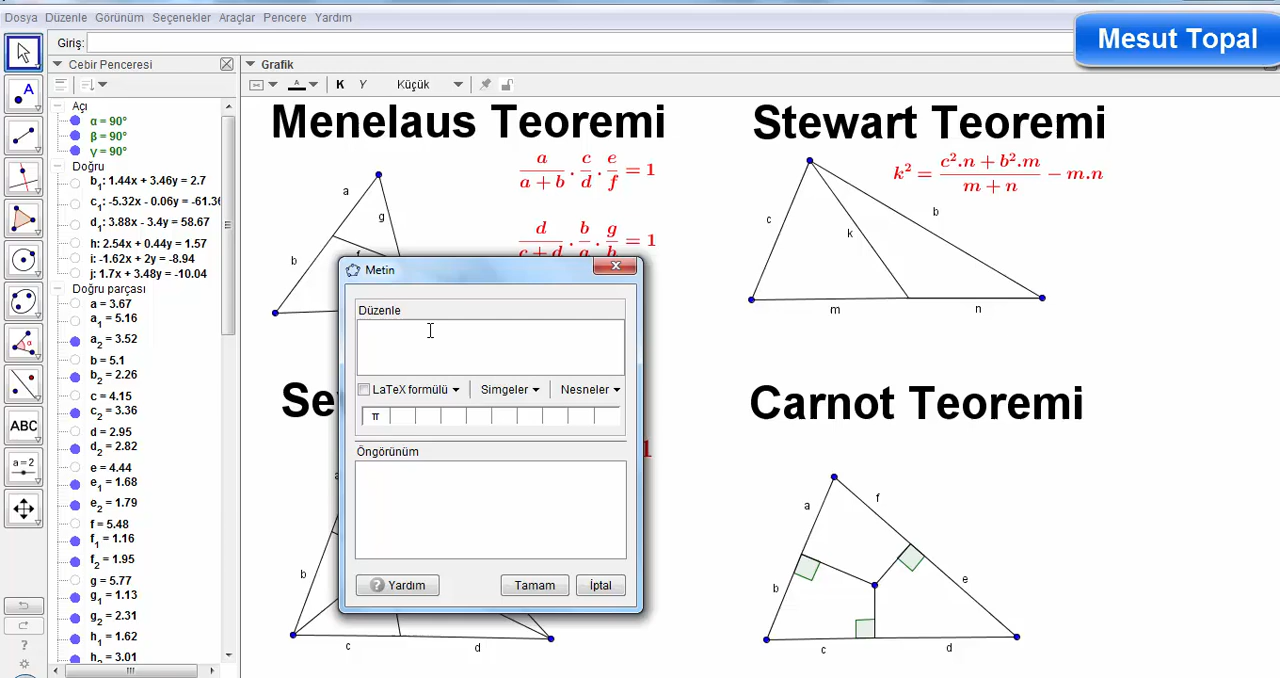 Dosya Düzenle Görünüm Seçenekler Araçlar Pencere Yardım
Mesut Topal
Giriş:
Cebir Penceresi
Grafik
K Y Küçük
Açı
α = 90°
β = 90°
γ = 90°
Doğru
b₁: 1.44x + 3.46y = 2.7
c₁: -5.32x - 0.06y = -61.36
d₁: 3.88x - 3.4y = 58.67
h: 2.54x + 0.44y = 1.57
i: -1.62x + 2y = -8.94
j: 1.7x + 3.48y = -10.04
Doğru parçası
a = 3.67
a₁ = 5.16
a₂ = 3.52
b = 5.1
b₂ = 2.26
c = 4.15
c₂ = 3.36
d = 2.95
d₂ = 2.82
e = 4.44
e₁ = 1.68
e₂ = 1.79
f = 5.48
f₁ = 1.16
f₂ = 1.95
g = 5.77
g₁ = 1.13
g₂ = 2.31
h₁ = 1.62
h₂ = 3.01
A
α
ABC
a = 2
?
Menelaus Teoremi
a/(a + b) . c/d . e/f = 1
d/(c + d) . b/a . g/h = 1
a
g
b
f
Stewart Teoremi
k² = (c².n + b².m)/(m + n) − m.n
c
k
b
m
n
Metin
Düzenle
LaTeX formülü Simgeler Nesneler
π
Öngörünüm
Yardım Tamam İptal
Se
1
a
b
c
d
Carnot Teoremi
a
f
b
e
c
d